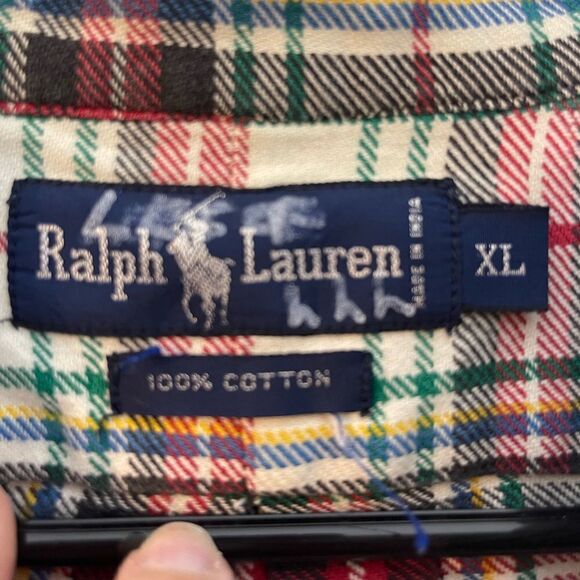 Ralph Lauren
MADE IN INDIA
XL
100% COTTON